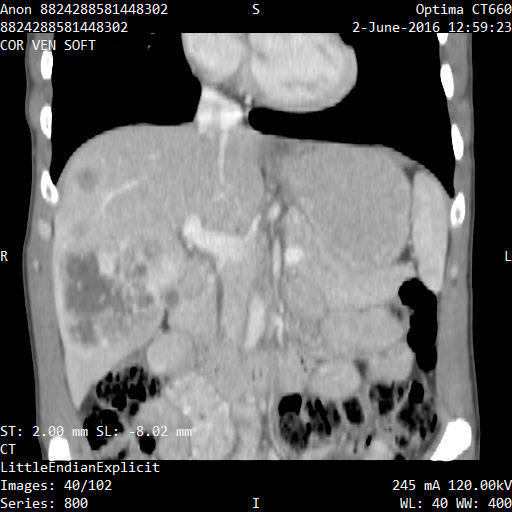 Anon 8824288581448302
S
Optima CT660
8824288581448302
2-June-2016 12:59:23
COR VEN SOFT
R
L
ST: 2.00 mm SL: -8.02 mm
CT
LittleEndianExplicit
Images: 40/102
245 mA 120.00kV
Series: 800
I
WL: 40 WW: 400